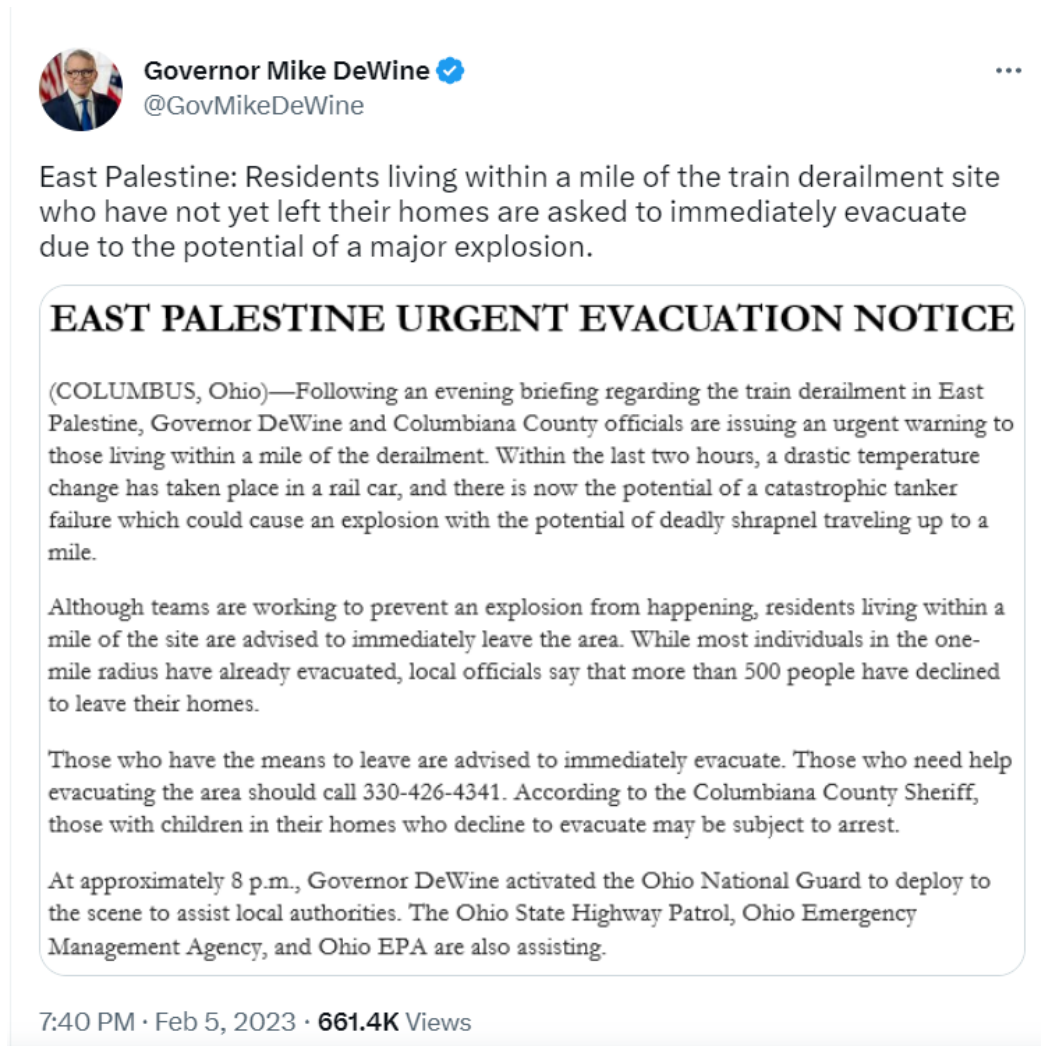 Governor Mike DeWine
@GovMikeDeWine
East Palestine: Residents living within a mile of the train derailment site
who have not yet left their homes are asked to immediately evacuate
due to the potential of a major explosion.
EAST PALESTINE URGENT EVACUATION NOTICE
(COLUMBUS, Ohio)—Following an evening briefing regarding the train derailment in East
Palestine, Governor DeWine and Columbiana County officials are issuing an urgent warning to
those living within a mile of the derailment. Within the last two hours, a drastic temperature
change has taken place in a rail car, and there is now the potential of a catastrophic tanker
failure which could cause an explosion with the potential of deadly shrapnel traveling up to a
mile.
Although teams are working to prevent an explosion from happening, residents living within a
mile of the site are advised to immediately leave the area. While most individuals in the one-
mile radius have already evacuated, local officials say that more than 500 people have declined
to leave their homes.
Those who have the means to leave are advised to immediately evacuate. Those who need help
evacuating the area should call 330-426-4341. According to the Columbiana County Sheriff,
those with children in their homes who decline to evacuate may be subject to arrest.
At approximately 8 p.m., Governor DeWine activated the Ohio National Guard to deploy to
the scene to assist local authorities. The Ohio State Highway Patrol, Ohio Emergency
Management Agency, and Ohio EPA are also assisting.
7:40 PM · Feb 5, 2023 · 661.4K Views